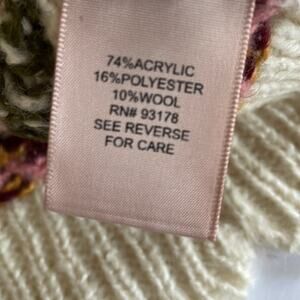 74%ACRYLIC
16%POLYESTER
10%WOOL
RN# 93178
SEE REVERSE
FOR CARE